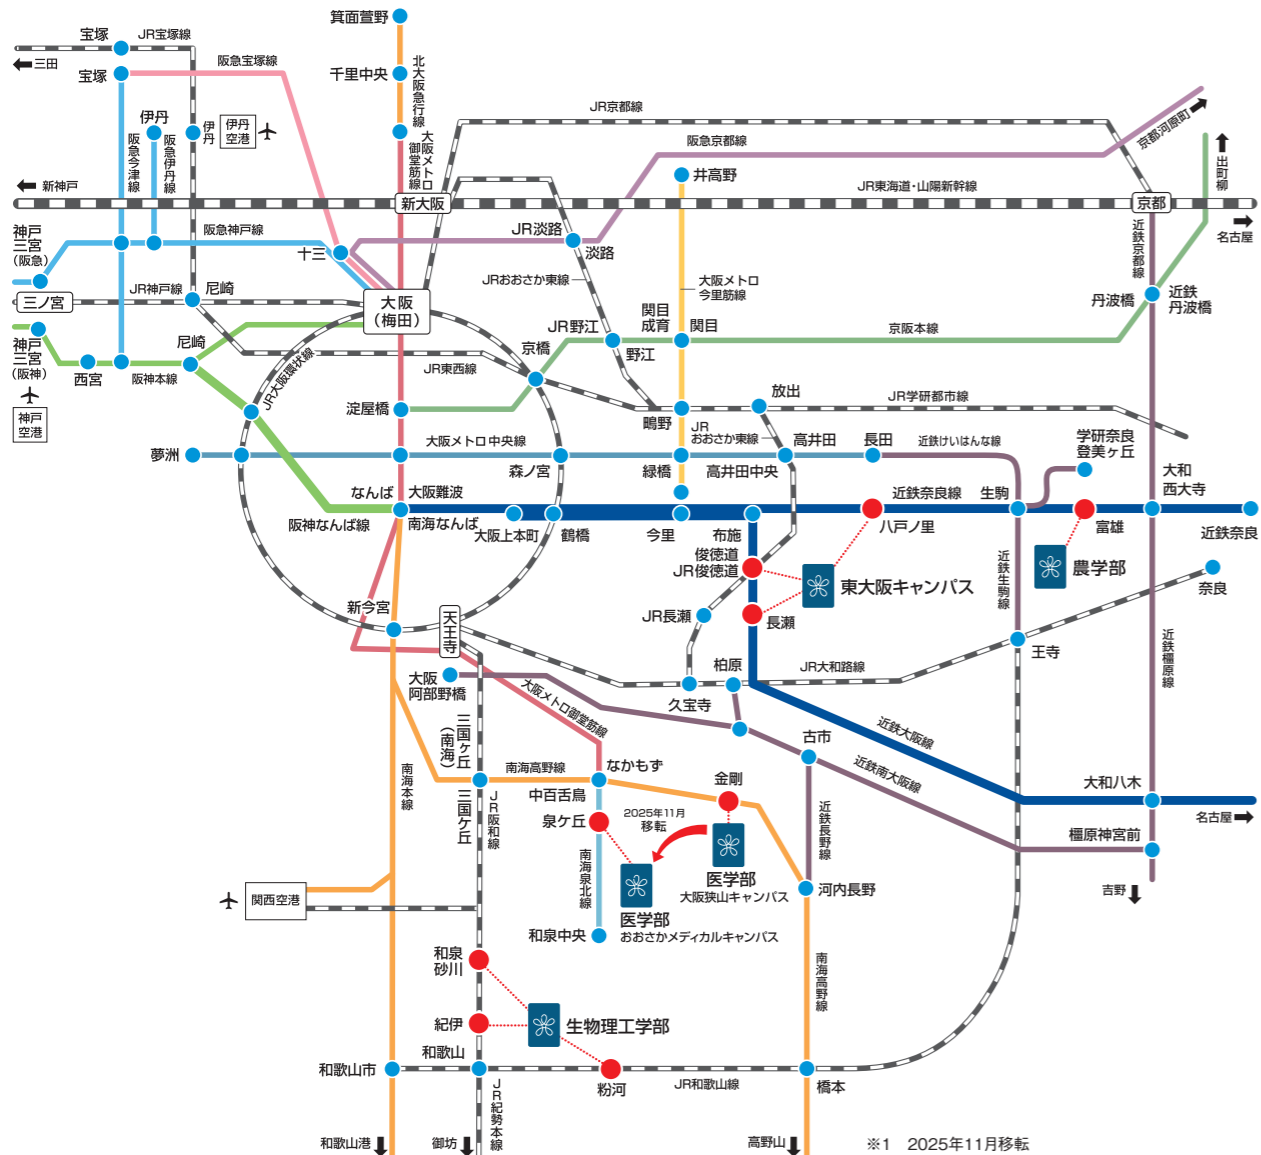 箕面萱野
宝塚
JR宝塚線
三田
宝塚
阪急宝塚線
千里中央
北大阪急行線
伊丹
伊丹
伊丹
空港
阪急今津線
阪急伊丹線
大阪メトロ
御堂筋線
JR京都線
阪急京都線
京都河原町
出町柳
井高野
新神戸
新大阪
JR東海道・山陽新幹線
京都
名古屋
神戸
三宮
(阪急)
阪急神戸線
十三
JR淡路
淡路
近鉄京都線
JRおおさか東線
大阪メトロ
今里筋線
三ノ宮
JR神戸線
尼崎
大阪
(梅田)
丹波橋
近鉄
丹波橋
関目
成育
関目
JR野江
野江
京阪本線
神戸
三宮
(阪神)
尼崎
京橋
西宮
阪神本線
JR大阪環状線
JR東西線
神戸
空港
淀屋橋
鴫野
放出
JR学研都市線
JR
おおさか東線
夢洲
大阪メトロ中央線
森ノ宮
緑橋
高井田
高井田中央
長田
近鉄けいはんな線
学研奈良
登美ヶ丘
なんば
大阪難波
近鉄奈良線
生駒
大和
西大寺
阪神なんば線
南海なんば
大阪上本町
鶴橋
今里
布施
八戸ノ里
富雄
近鉄奈良
俊徳道
JR俊徳道
東大阪キャンパス
農学部
近鉄生駒線
奈良
新今宮
天王寺
JR長瀬
長瀬
王寺
近鉄橿原線
大阪
阿部野橋
柏原
JR大和路線
久宝寺
大阪メトロ御堂筋線
三国ヶ丘
(南海)
古市
近鉄大阪線
近鉄南大阪線
南海本線
南海高野線
なかもず
金剛
大和八木
名古屋
三国ケ丘
JR阪和線
中百舌鳥
泉ケ丘
2025年11月
移転
近鉄長野線
橿原神宮前
南海泉北線
医学部
大阪狭山キャンパス
河内長野
吉野
関西空港
医学部
おおさかメディカルキャンパス
和泉中央
和泉
砂川
南海高野線
紀伊
生物理工学部
和歌山市
和歌山
粉河
JR和歌山線
橋本
JR紀勢本線
和歌山港
御坊
高野山
※1 2025年11月移転